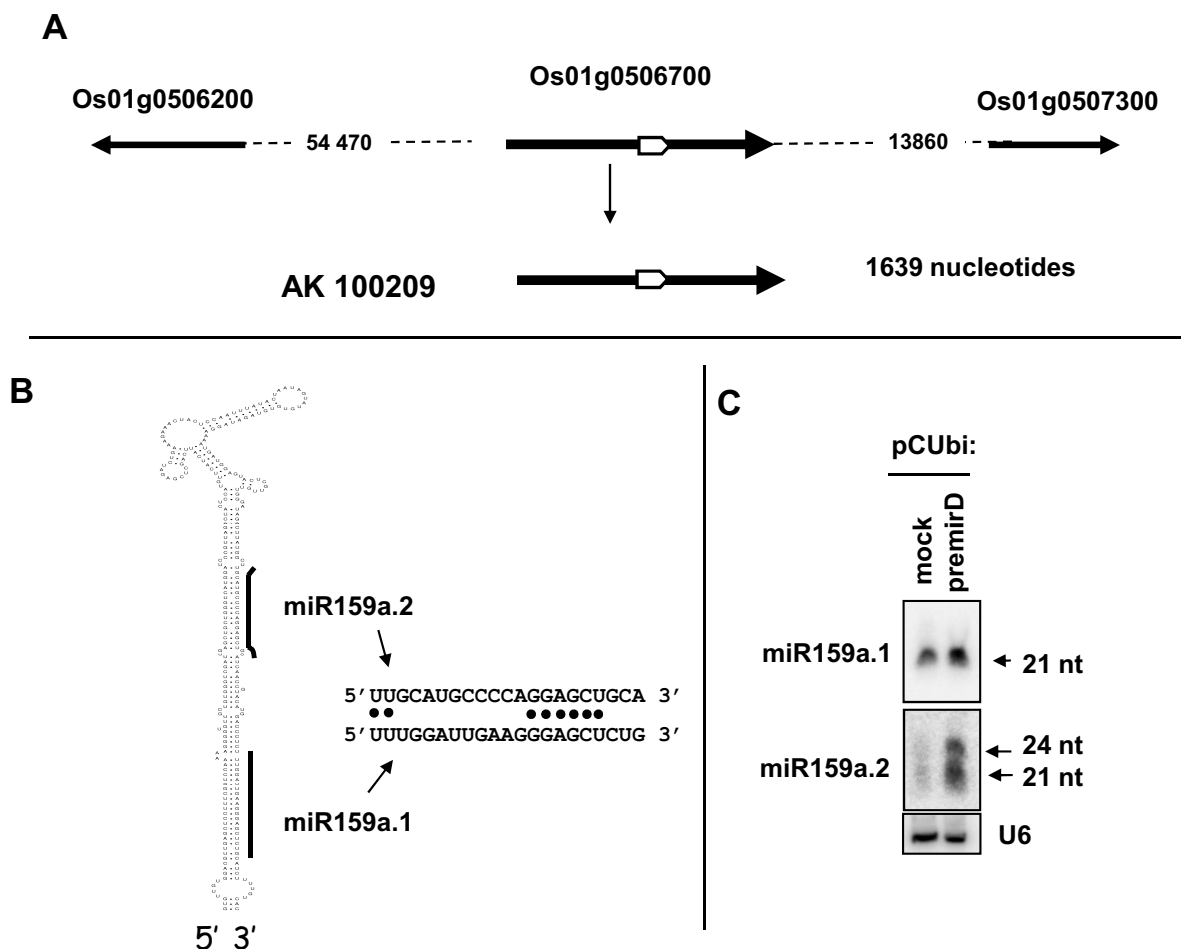 A
Os01g0506200
Os01g0506700
Os01g0507300
54 470
13860
AK 100209
1639 nucleotides
B
miR159a.2
5' UUGCAUGCCCCAGGAGCUGCA 3'
5' UUUGGAUUGAAGGGAGCUCUG 3'
miR159a.1
5' 3'
C
pCUbi:
mock
premirD
miR159a.1
21 nt
miR159a.2
24 nt
21 nt
U6